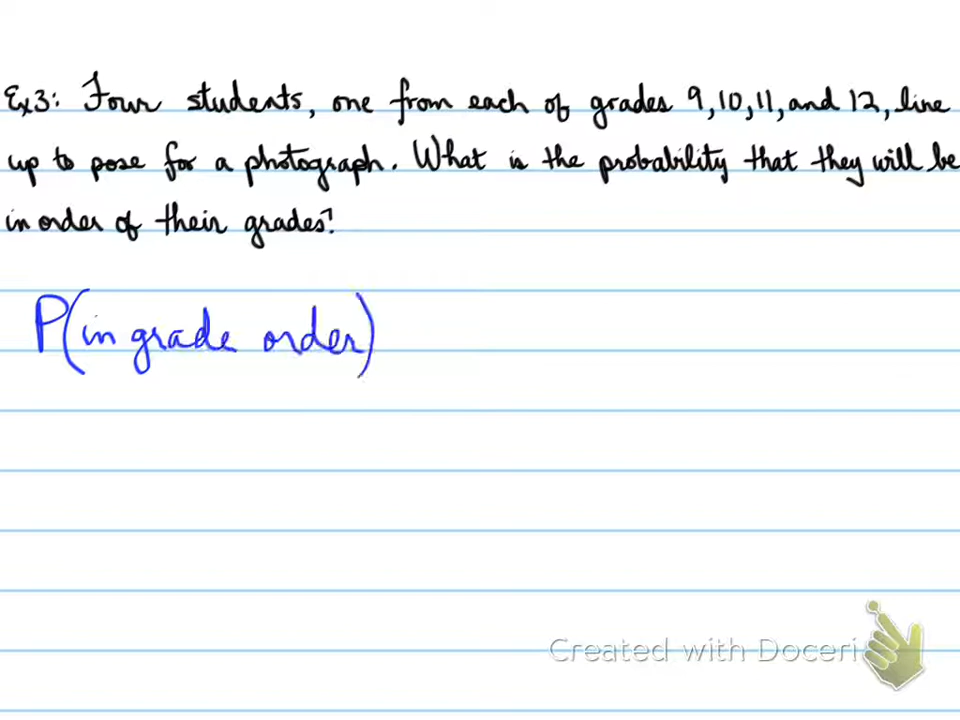 Ex3: Four students, one from each of grades 9, 10, 11, and 12, line
up to pose for a photograph. What is the probability that they will be
in order of their grades?
P(in grade order)
Created with Doceri